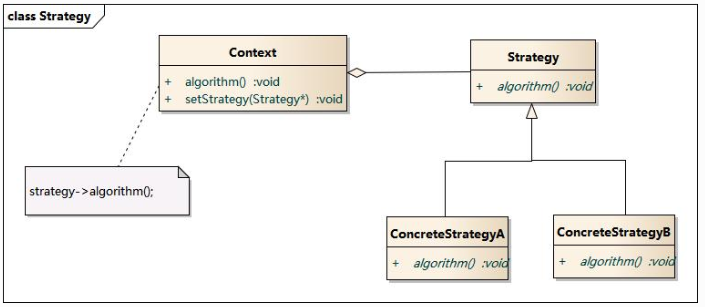 class Strategy
Context
+ algorithm() :void
+ setStrategy(Strategy*) :void
Strategy
+ algorithm() :void
strategy->algorithm();
ConcreteStrategyA
+ algorithm() :void
ConcreteStrategyB
+ algorithm() :void